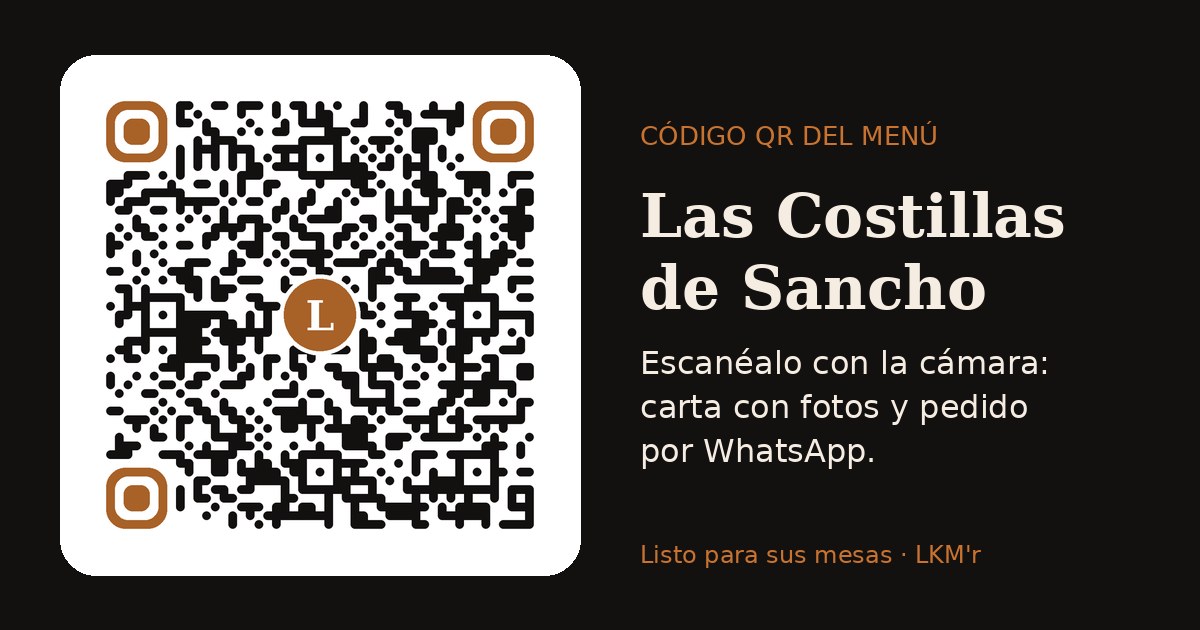 L
CÓDIGO QR DEL MENÚ
Las Costillas
de Sancho
Escanéalo con la cámara:
carta con fotos y pedido
por WhatsApp.
Listo para sus mesas · LKM'r